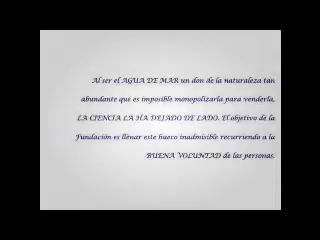 Al ser el AGUA DE MAR un don de la naturaleza tan
abundante que es imposible monopolizarla para venderla,
LA CIENCIA LA HA DEJADO DE LADO. El objetivo de la
Fundación es llenar este hueco inadmisible recurriendo a la
BUENA VOLUNTAD de las personas.